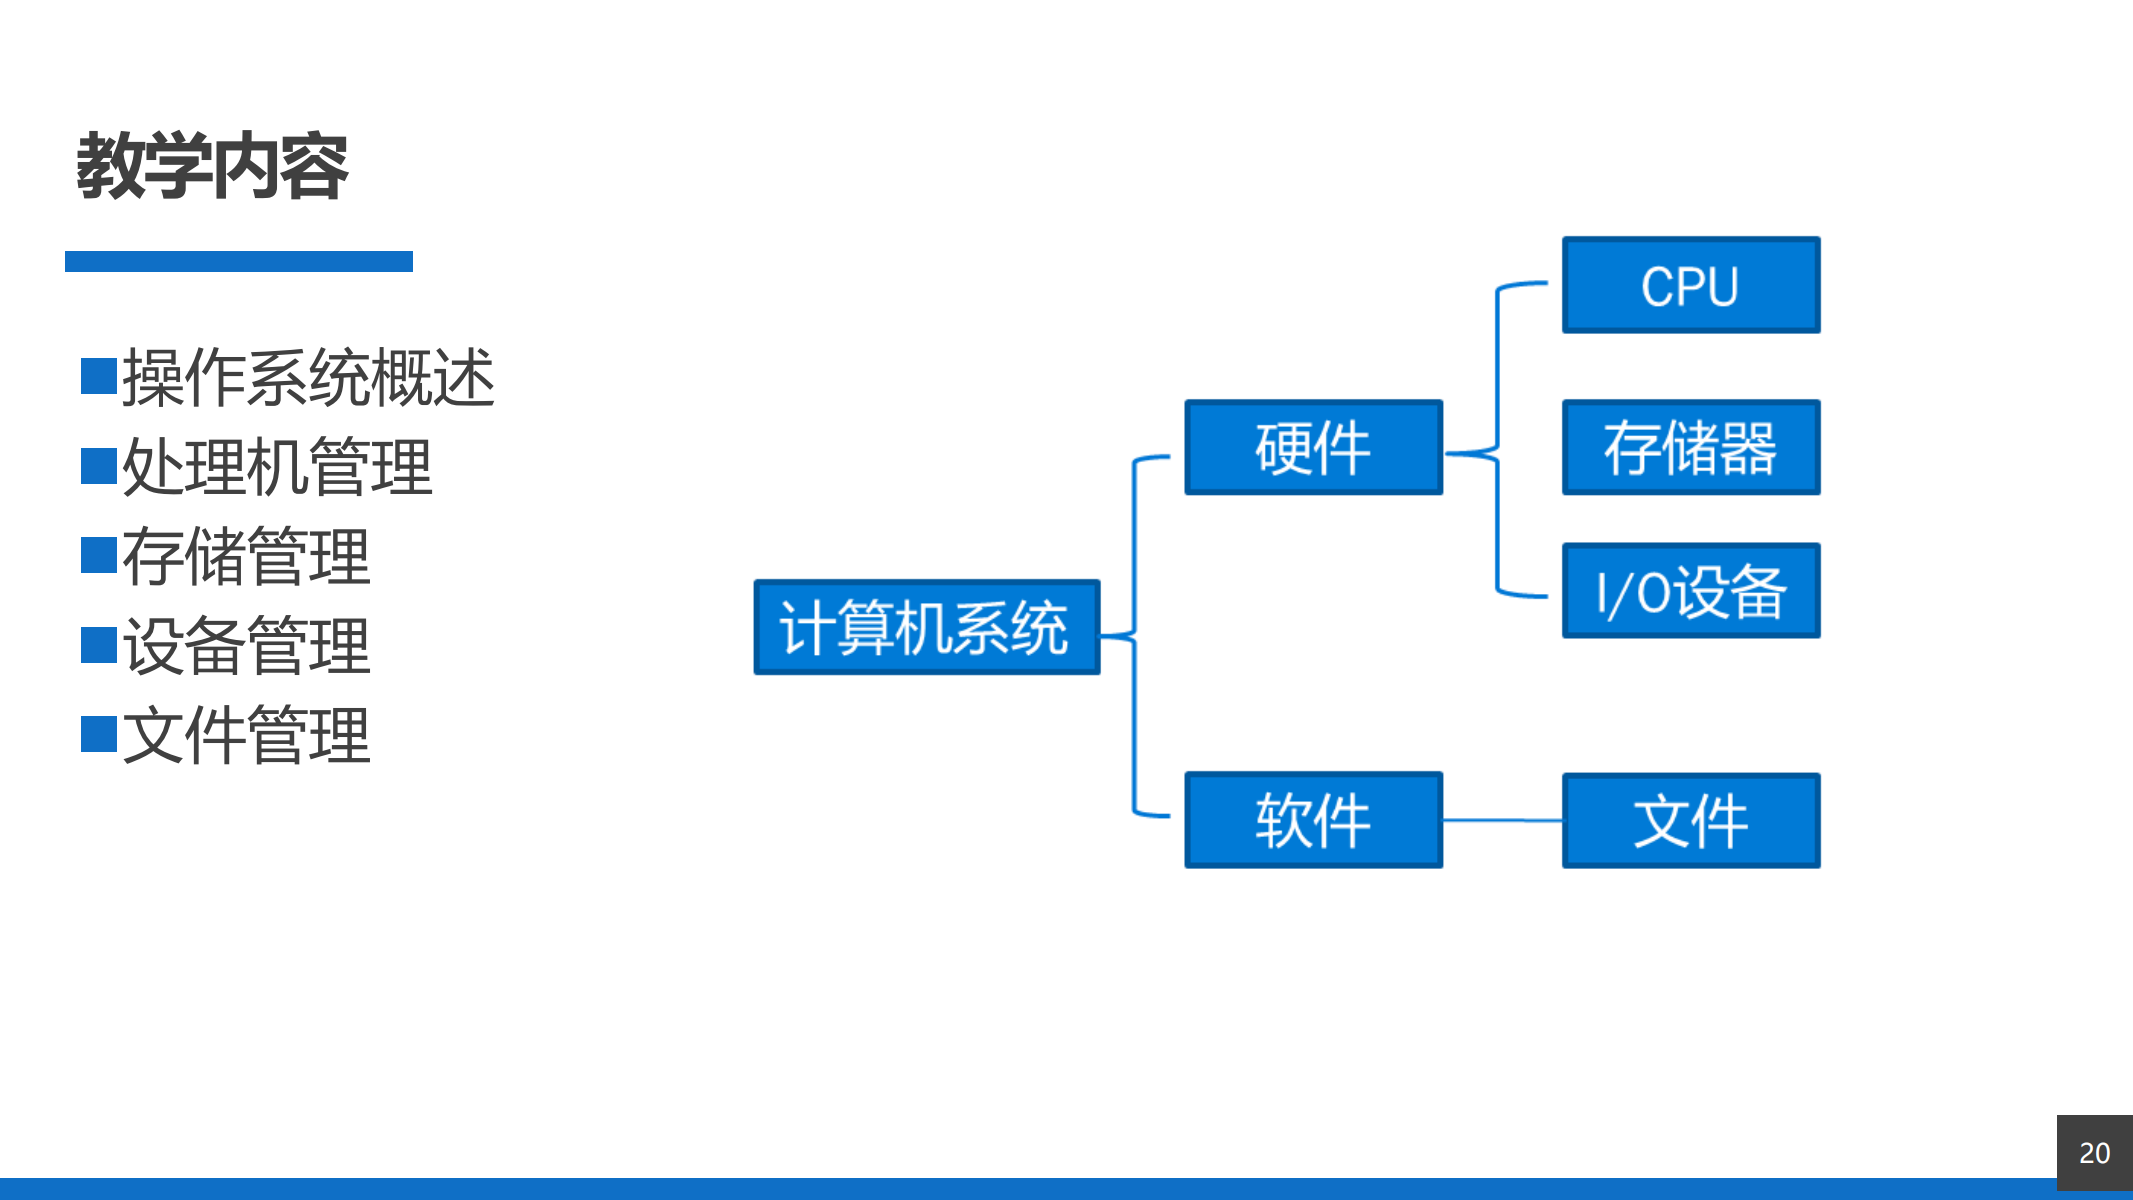 教学内容
操作系统概述
处理机管理
存储管理
设备管理
文件管理
计算机系统
硬件
CPU
存储器
I/O设备
软件
文件
20